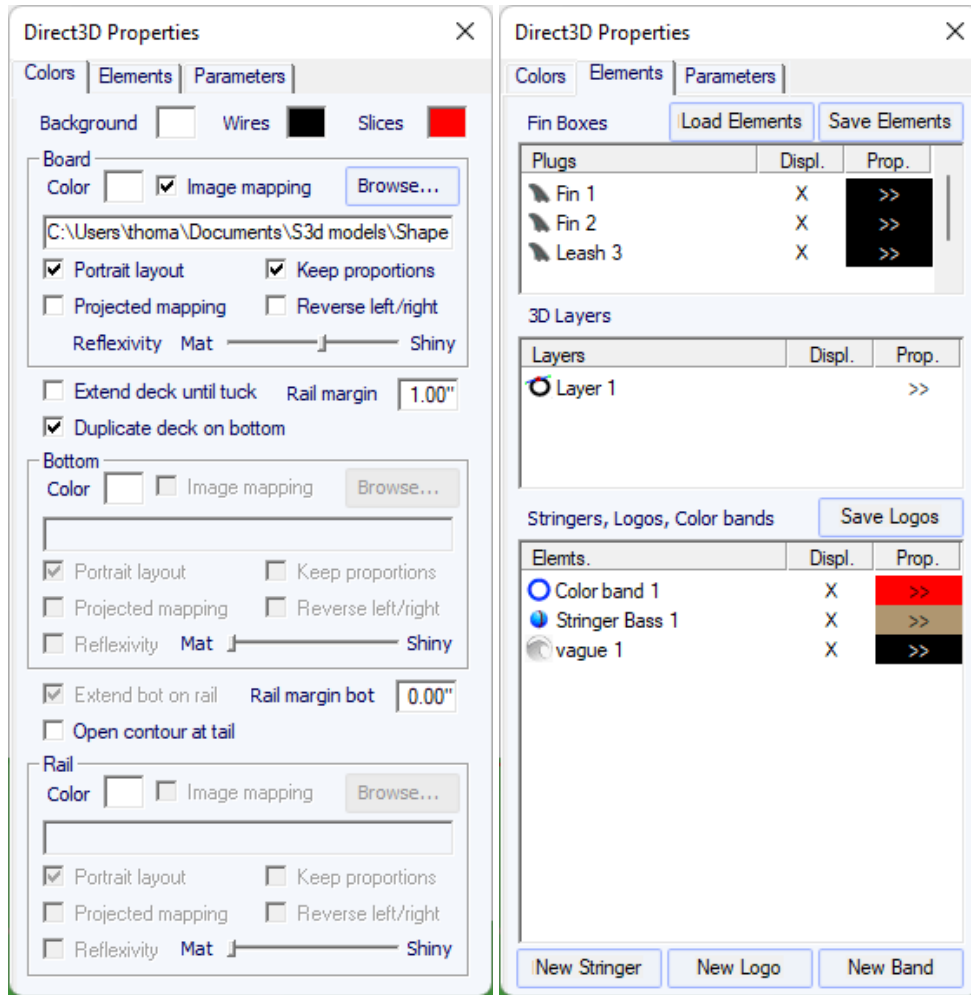 Direct3D Properties
Colors Elements Parameters
Background Wires Slices
Board
Color Image mapping Browse...
C:\Users\thoma\Documents\S3d models\Shape
Portrait layout Keep proportions
Projected mapping Reverse left/right
Reflexivity Mat Shiny
Extend deck until tuck Rail margin 1.00"
Duplicate deck on bottom
Bottom
Color Image mapping Browse...
Portrait layout Keep proportions
Projected mapping Reverse left/right
Reflexivity Mat Shiny
Extend bot on rail Rail margin bot 0.00"
Open contour at tail
Rail
Color Image mapping Browse...
Portrait layout Keep proportions
Projected mapping Reverse left/right
Reflexivity Mat Shiny
Direct3D Properties
Colors Elements Parameters
Fin Boxes Load Elements Save Elements
Plugs Displ. Prop.
Fin 1 X >>
Fin 2 X >>
Leash 3 X >>
3D Layers
Layers Displ. Prop.
Layer 1 >>
Stringers, Logos, Color bands Save Logos
Elemts. Displ. Prop.
Color band 1 X >>
Stringer Bass 1 X >>
vague 1 X >>
New Stringer New Logo New Band